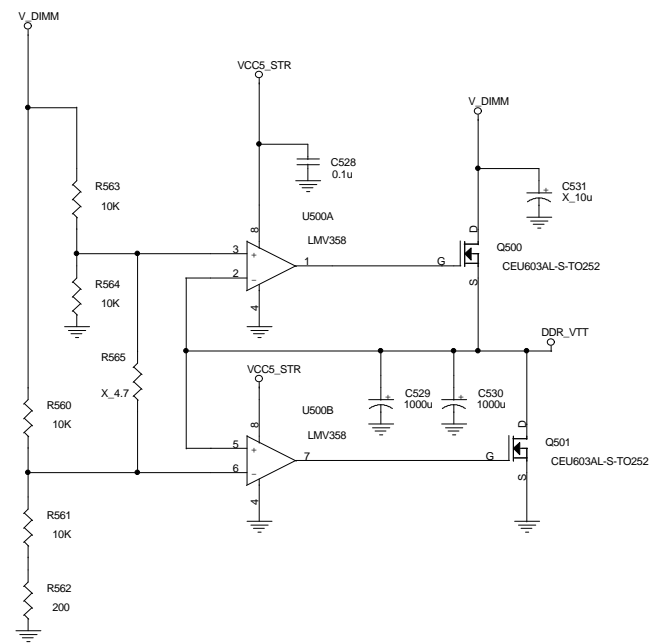 V_DIMM
VCC5_STR
V_DIMM
C528
0.1u
R563
10K
C531
X_10u
U500A
LMV358
8
3
+
2
-
1
4
D
G
S
Q500
CEU603AL-S-TO252
R564
10K
DDR_VTT
R565
X_4.7
VCC5_STR
C529
1000u
C530
1000u
U500B
LMV358
8
5
+
6
-
7
4
R560
10K
D
G
S
Q501
CEU603AL-S-TO252
R561
10K
R562
200